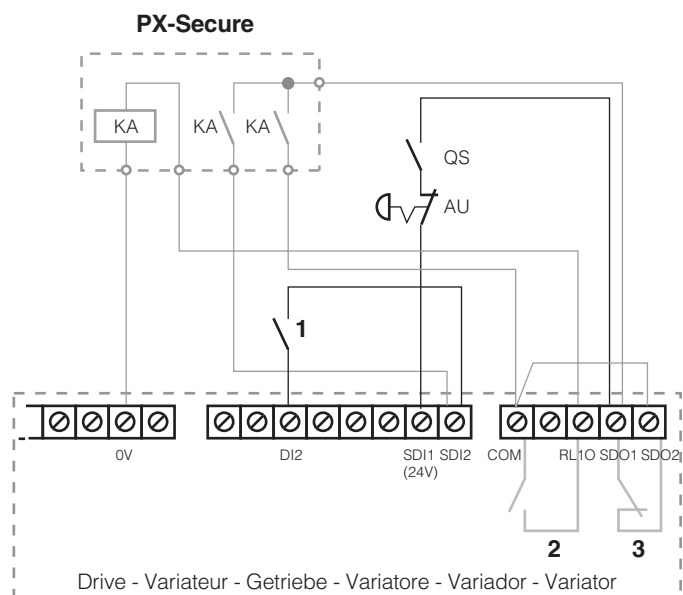 PX-Secure
KA KA KA
QS
AU
1
0V DI2 SDI1 SDI2 COM RL1O SDO1 SDO2
(24V)
2 3
Drive - Variateur - Getriebe - Variatore - Variador - Variator